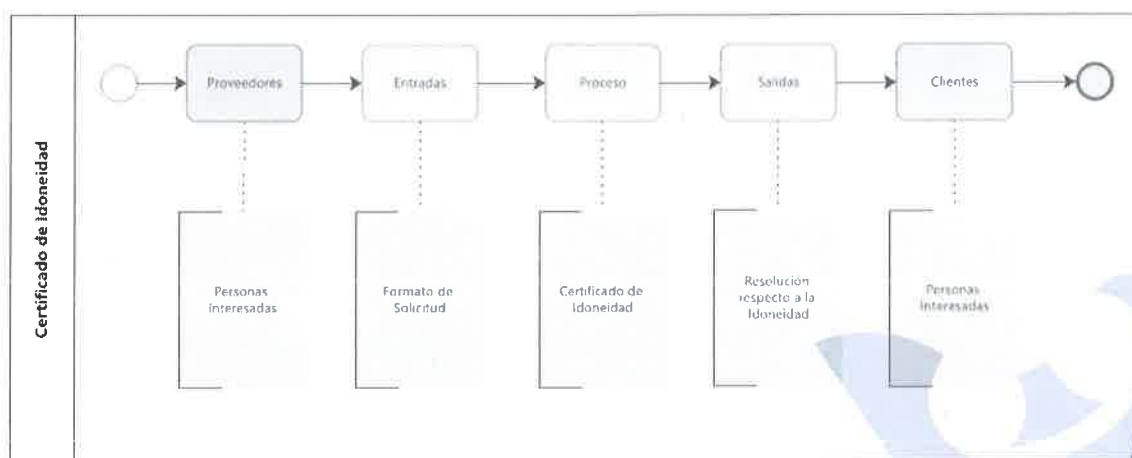 Certificado de Idoneidad
Proveedores
Entradas
Proceso
Salidas
Clientes
Personas
Interesadas
Formato de
Solicitud
Certificado de
Idoneidad
Resolución
respecto a la
Idoneidad
Personas
Interesadas